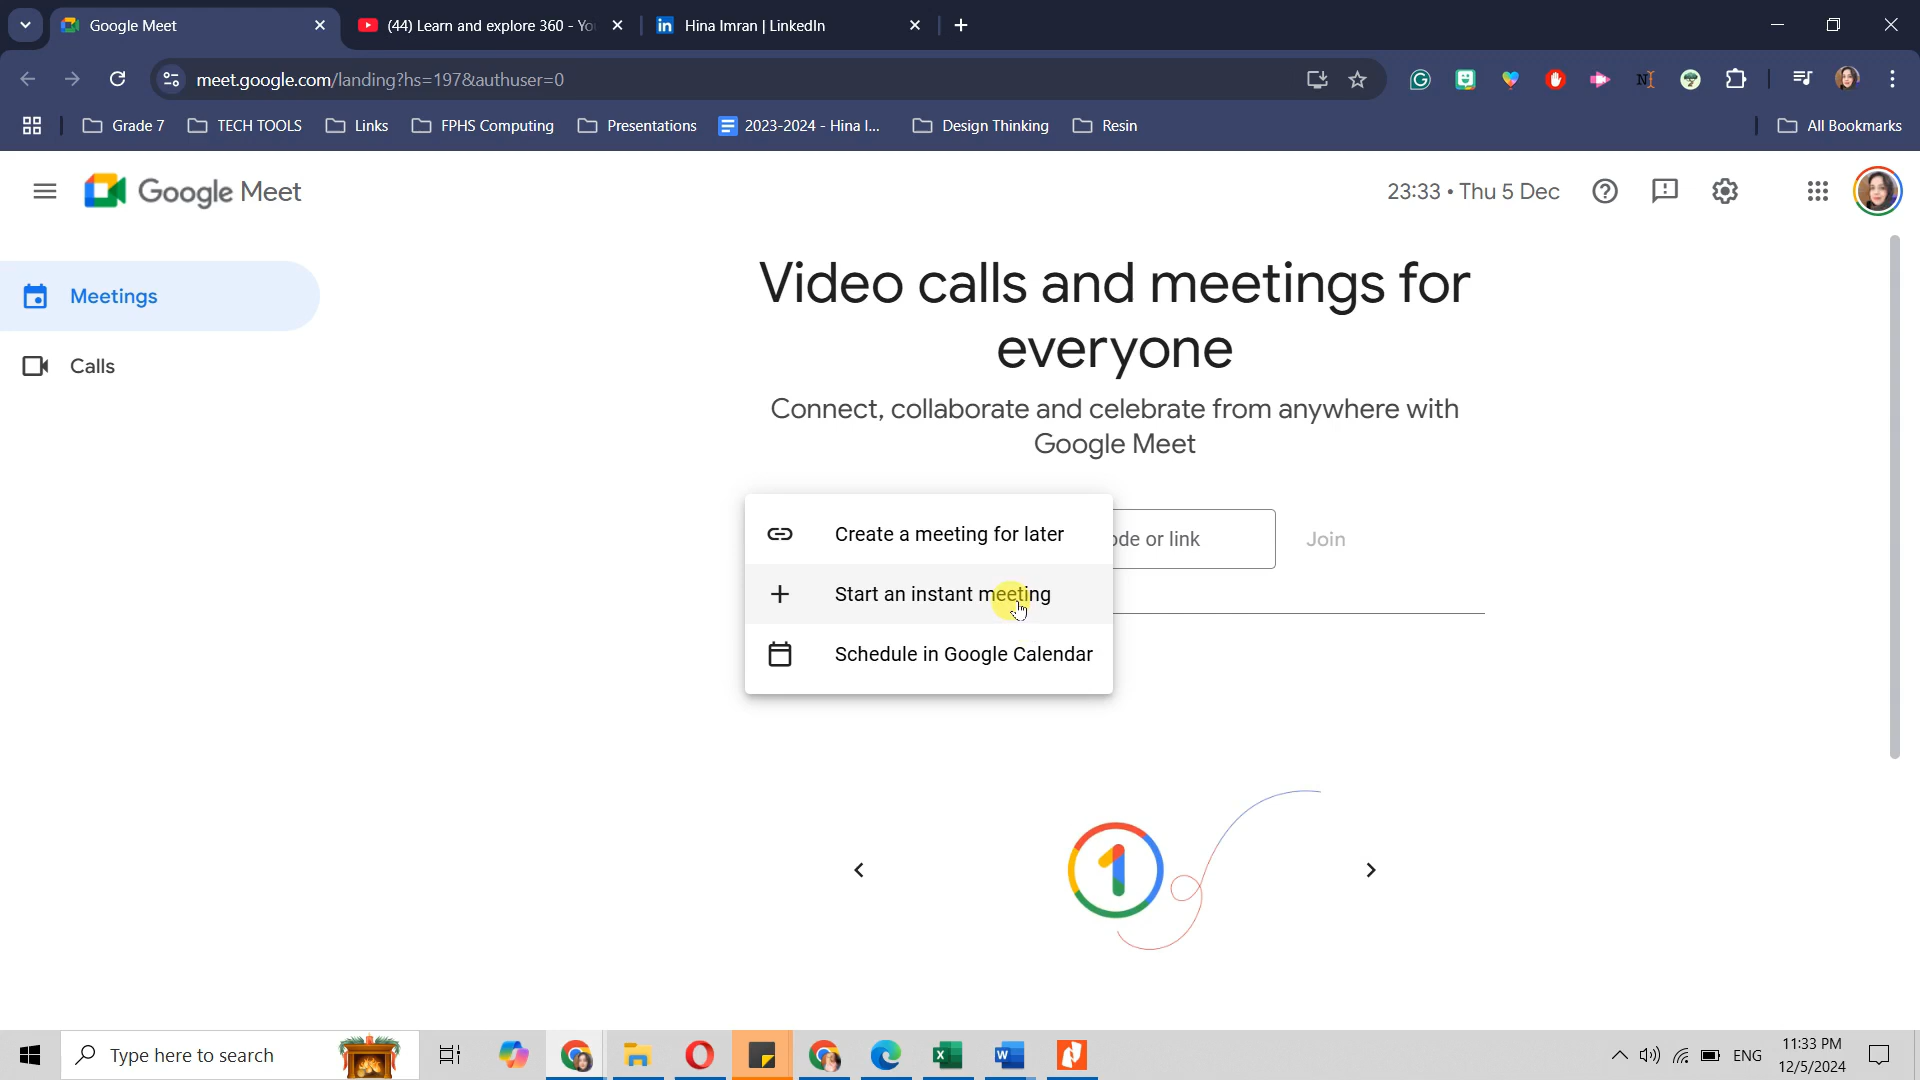 Google Meet
(44) Learn and explore 360 - Yo
Hina Imran | LinkedIn
meet.google.com/landing?hs=197&authuser=0
Grade 7
TECH TOOLS
Links
FPHS Computing
Presentations
2023-2024 - Hina I...
Design Thinking
Resin
All Bookmarks
Google Meet
23:33 • Thu 5 Dec
Meetings
Calls
Video calls and meetings for
everyone
Connect, collaborate and celebrate from anywhere with
Google Meet
Create a meeting for later
Start an instant meeting
Schedule in Google Calendar
ode or link
Join
1
Type here to search
ENG
11:33 PM
12/5/2024